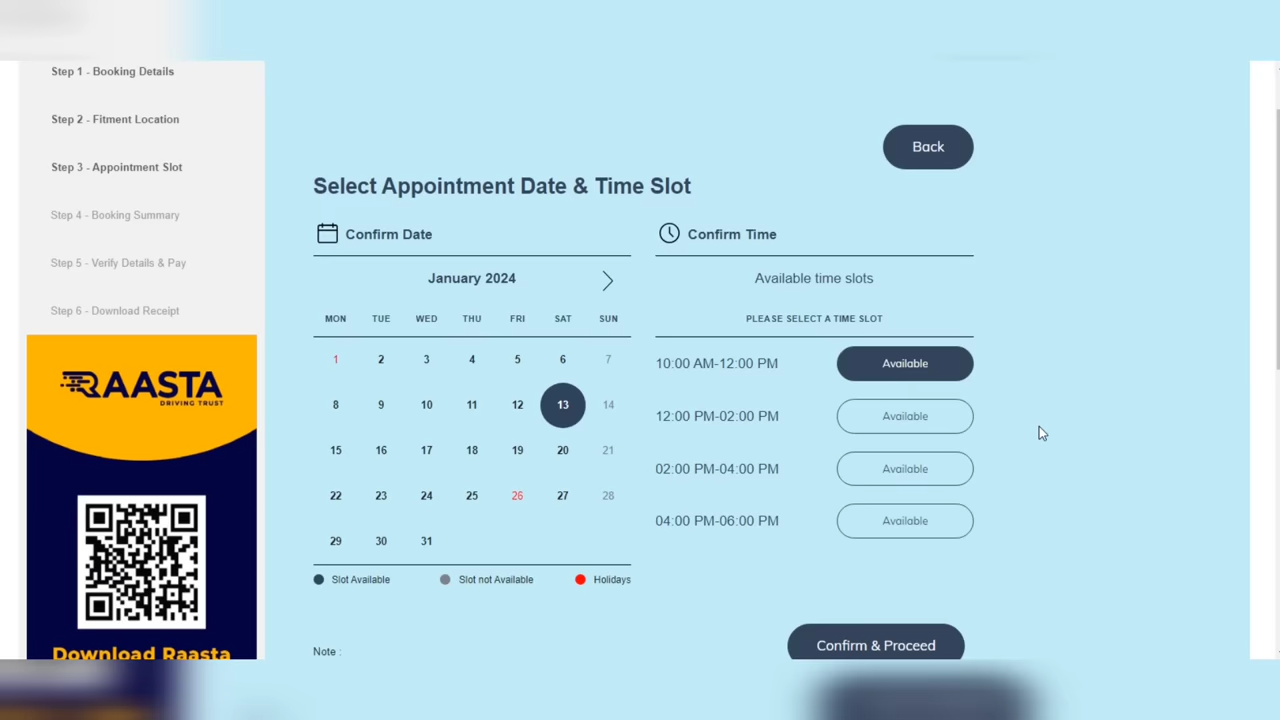 Step 1 - Booking Details
Step 2 - Fitment Location
Step 3 - Appointment Slot
Step 4 - Booking Summary
Step 5 - Verify Details & Pay
Step 6 - Download Receipt
RAASTA
DRIVING TRUST
Download Raasta
Back
Select Appointment Date & Time Slot
Confirm Date
January 2024
MON TUE WED THU FRI SAT SUN
1 2 3 4 5 6 7
8 9 10 11 12 13 14
15 16 17 18 19 20 21
22 23 24 25 26 27 28
29 30 31
Slot Available Slot not Available Holidays
Note :
Confirm Time
Available time slots
PLEASE SELECT A TIME SLOT
10:00 AM-12:00 PM Available
12:00 PM-02:00 PM Available
02:00 PM-04:00 PM Available
04:00 PM-06:00 PM Available
Confirm & Proceed